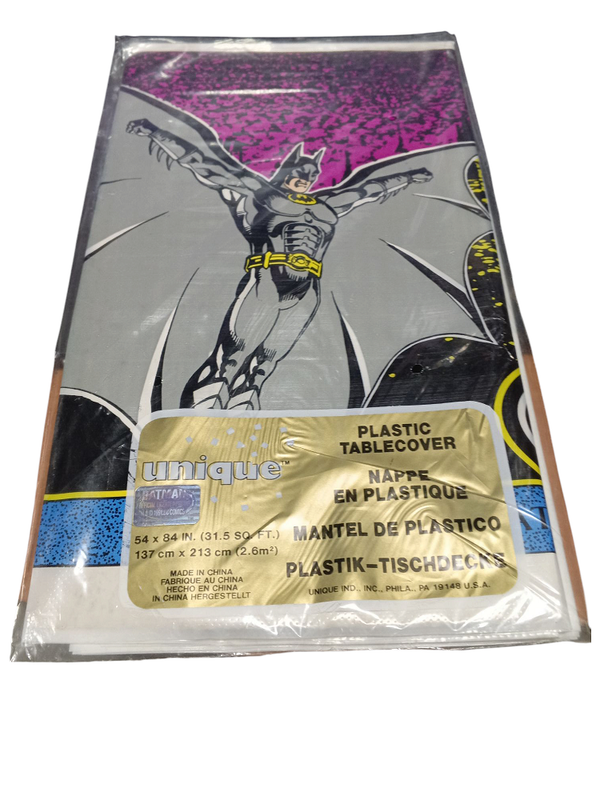 unique™
BATMAN
54 x 84 IN. (31.5 SQ. FT.)
137 cm x 213 cm (2.6m²)
MADE IN CHINA
FABRIQUE AU CHINA
HECHO EN CHINA
IN CHINA HERGESTELLT
PLASTIC
TABLECOVER
NAPPE
EN PLASTIQUE
MANTEL DE PLASTICO
PLASTIK-TISCHDECKE
UNIQUE IND., INC., PHILA., PA 19148 U.S.A.